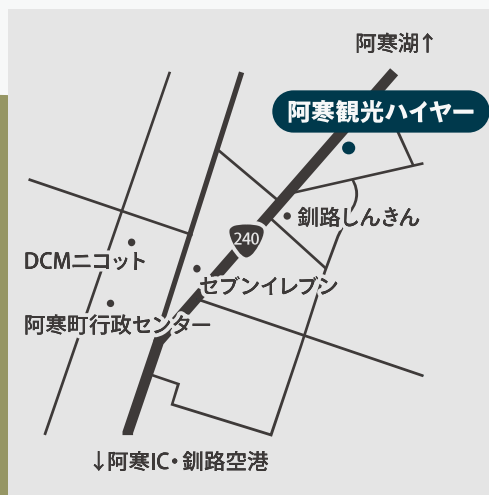 阿寒湖↑
阿寒観光ハイヤー
釧路しんきん
240
DCMニコット
セブンイレブン
阿寒町行政センター
↓阿寒IC・釧路空港